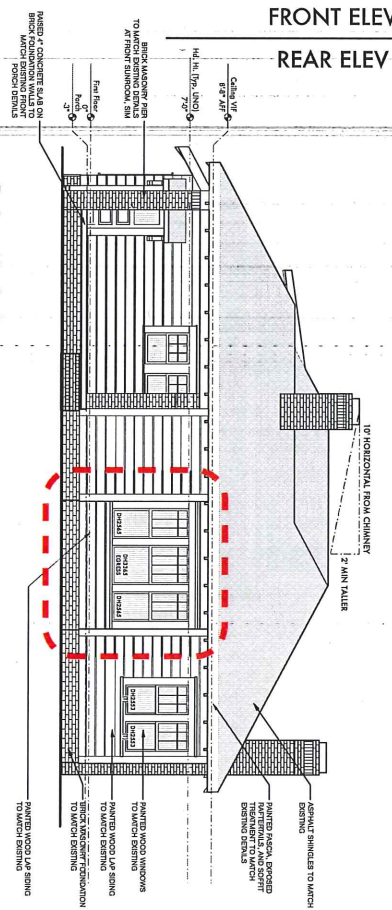 FRONT ELEV
REAR ELEV
Ceiling VIF
8'-8" AFF
Hd. Ht. (Typ. UNO)
7'-0"
BRICK MASONRY PIER
TO MATCH EXISTING DETAILS
AT FRONT SUNROOM, SIM
First Floor
0"
Porch
-3"
RAISED 4" CONCRETE SLAB ON
BRICK FOUNDATION WALLS TO
MATCH EXISTING FRONT
PORCH DETAILS
10' HORIZONTAL FROM CHIMNEY
2' MIN TALLER
DH2565
DH3365
EGRESS
DH2565
DH2553
DH2553
ASPHALT SHINGLES TO MATCH
EXISTING
PAINTED FASCIA, EXPOSED
RAFTERTAILS, AND SOFFIT
TREATMENT TO MATCH
EXISTING DETAILS
PAINTED WOOD WINDOWS
TO MATCH EXISTING
PAINTED WOOD LAP SIDING
TO MATCH EXISTING
BRICK MASONRY FOUNDATION
TO MATCH EXISTING
PAINTED WOOD LAP SIDING
TO MATCH EXISTING